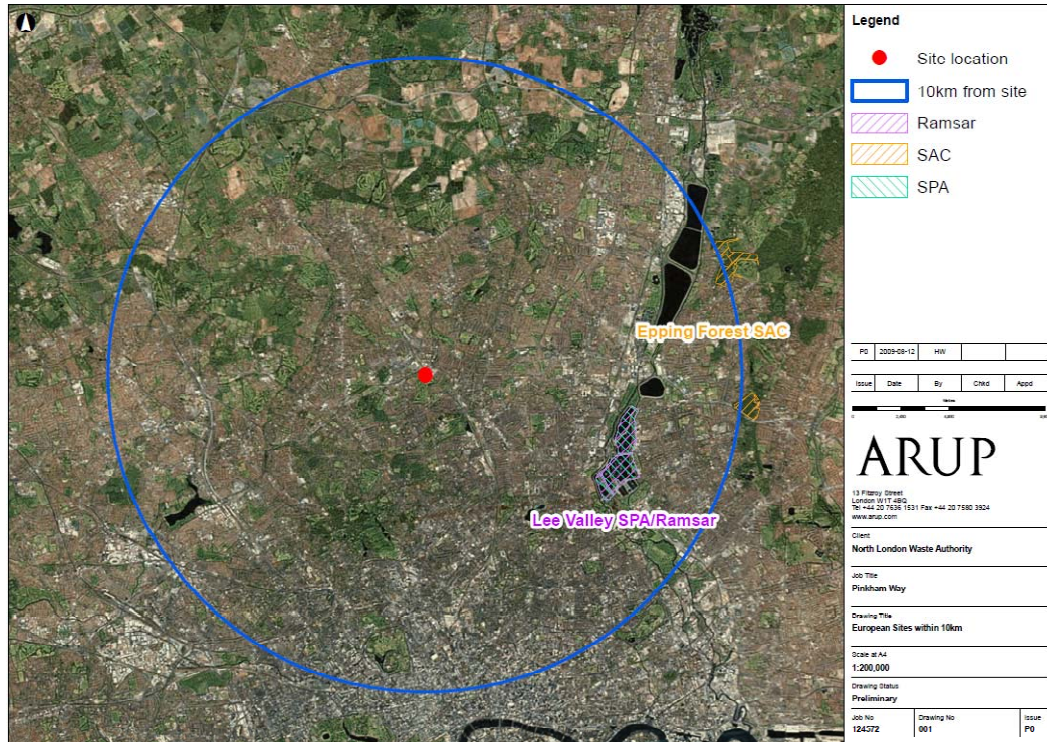 Epping Forest SAC
Lee Valley SPA/Ramsar
Legend
Site location
10km from site
Ramsar
SAC
SPA
P0 2009-08-12 HW
Issue Date By Chkd Appd
ARUP
13 Fitzroy Street
London W1T 4BQ
Tel +44 20 7636 1531 Fax +44 20 7580 3924
www.arup.com
Client
North London Waste Authority
Job Title
Pinkham Way
Drawing Title
European Sites within 10km
Scale at A4
1:200,000
Drawing Status
Preliminary
Job No Drawing No Issue
124572 001 P0